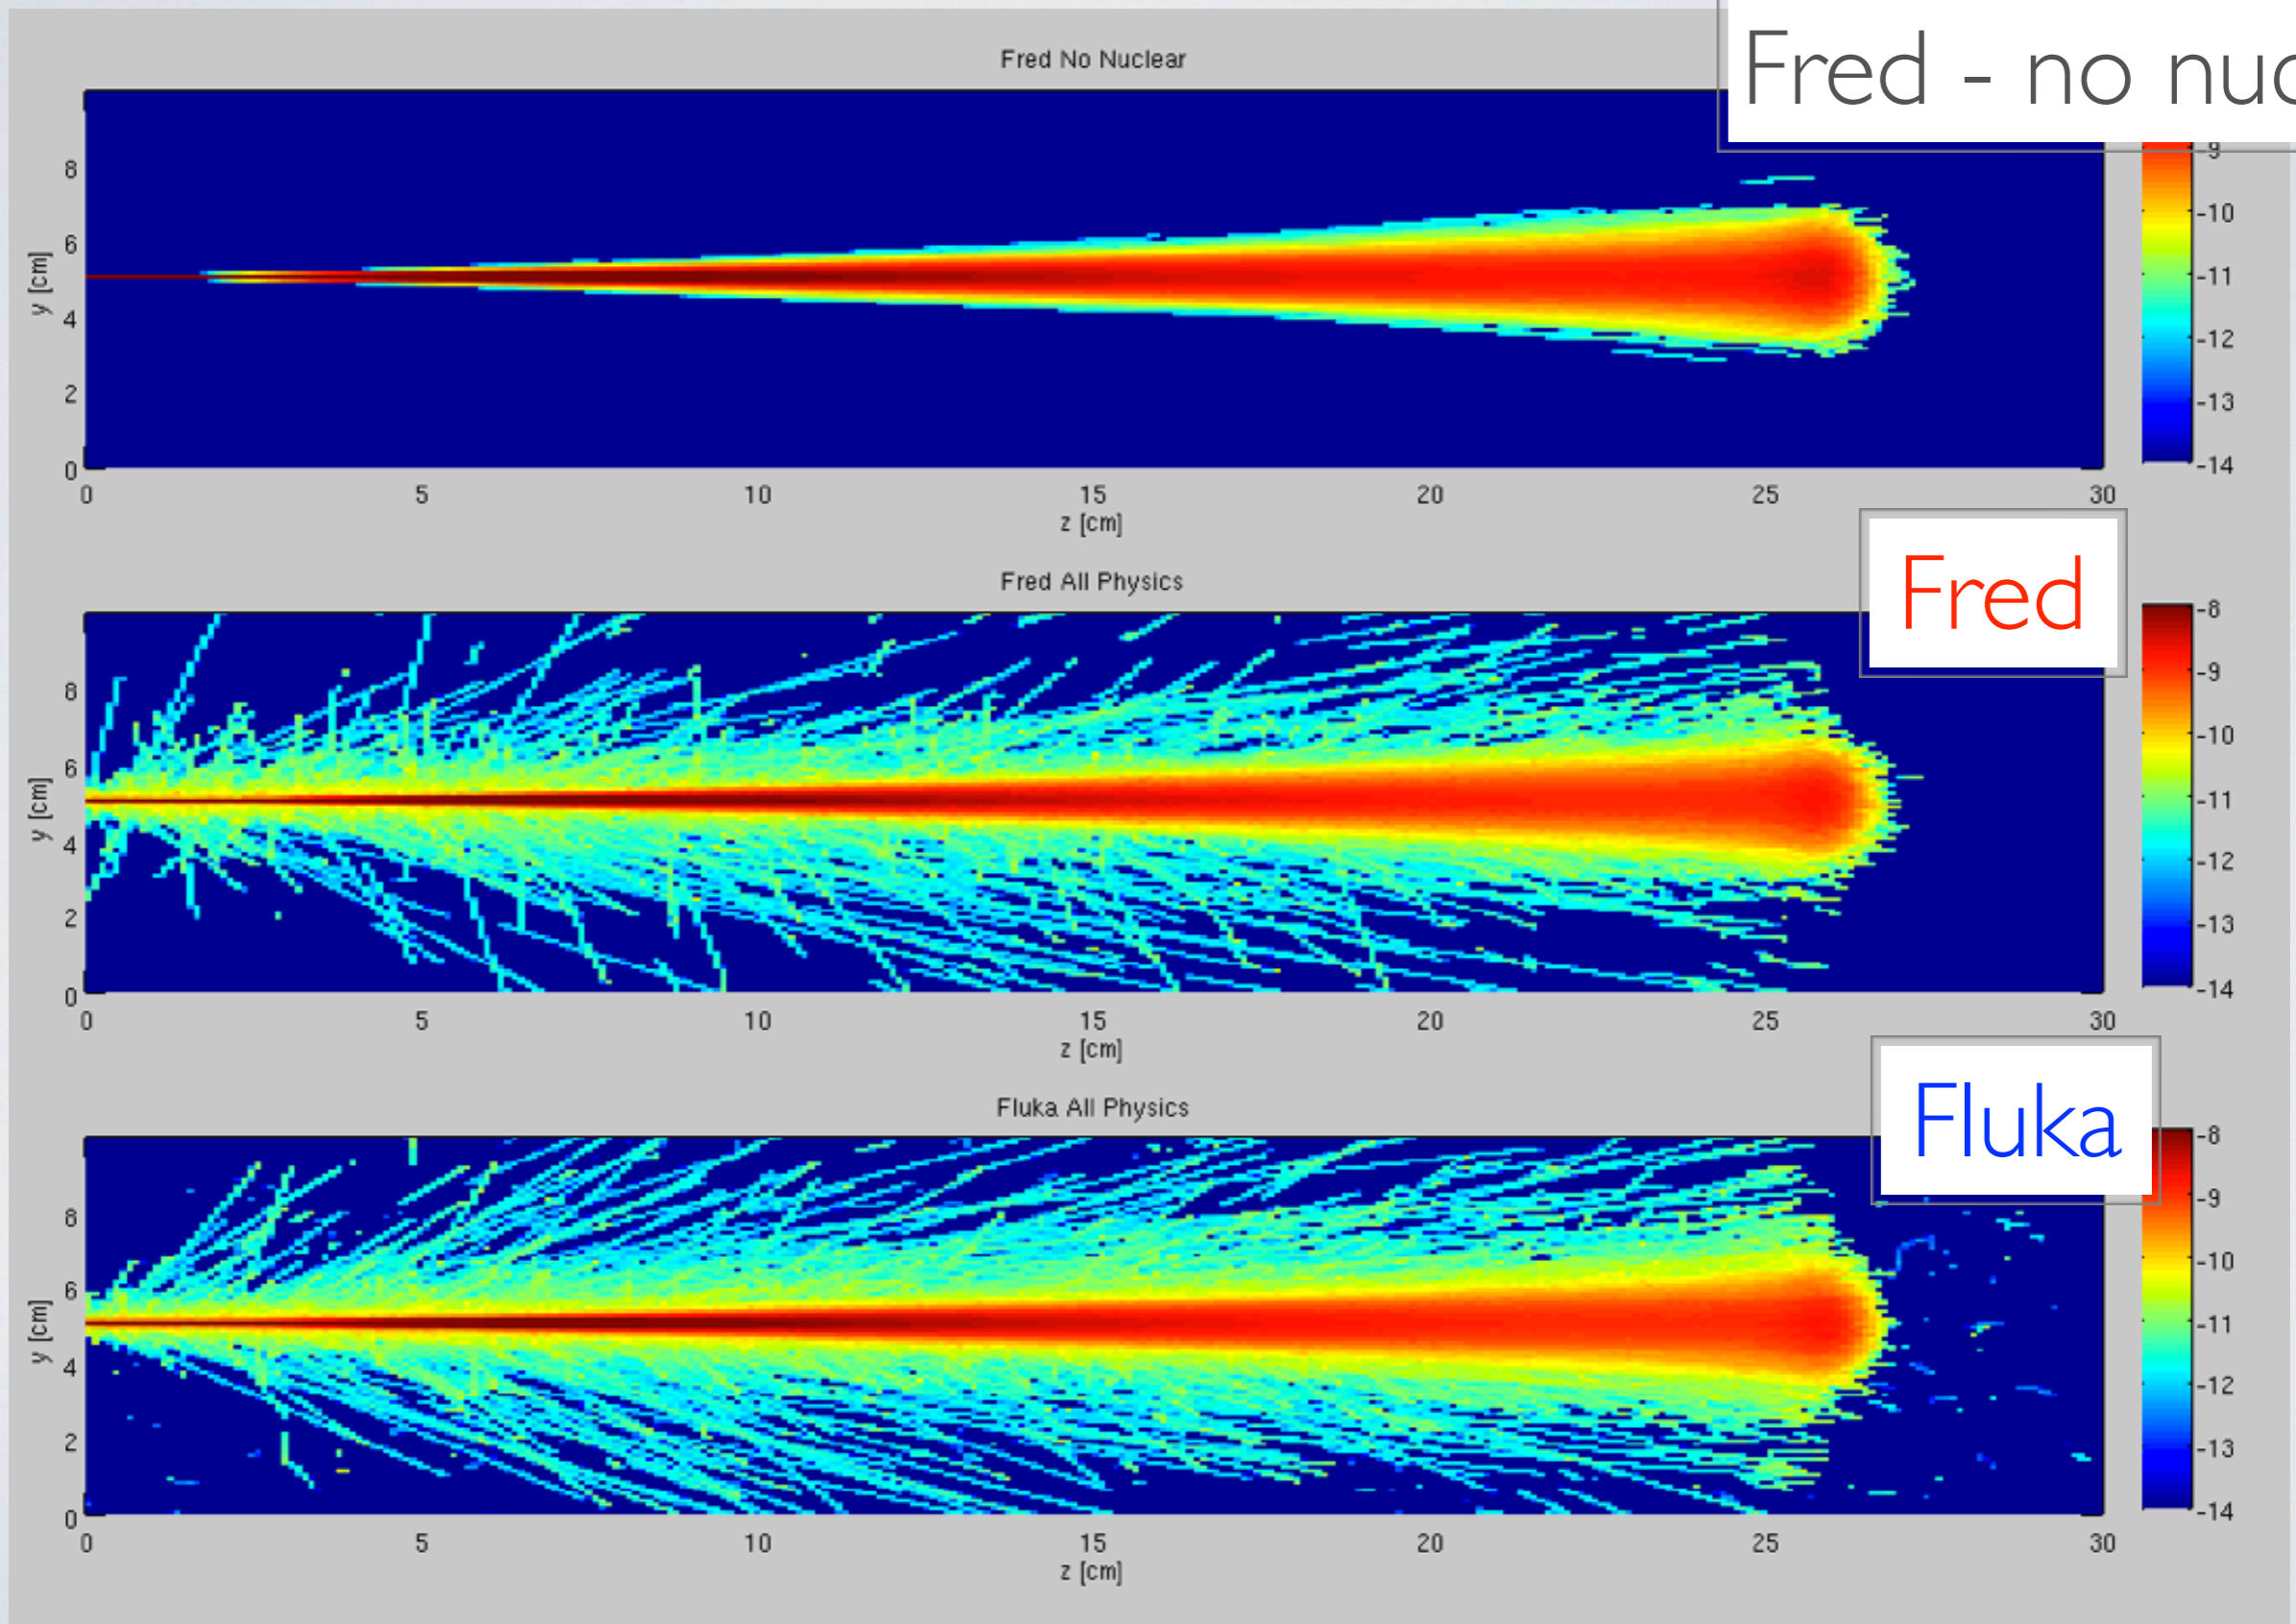 Fred No Nuclear
Fred - no nuc
y [cm]
8
6
4
2
0
0 5 10 15 20 25 30
z [cm]
-9
-10
-11
-12
-13
-14
Fred All Physics
Fred
y [cm]
8
6
4
2
0
0 5 10 15 20 25 30
z [cm]
-8
-9
-10
-11
-12
-13
-14
Fluka All Physics
Fluka
y [cm]
8
6
4
2
0
0 5 10 15 20 25 30
z [cm]
-8
-9
-10
-11
-12
-13
-14